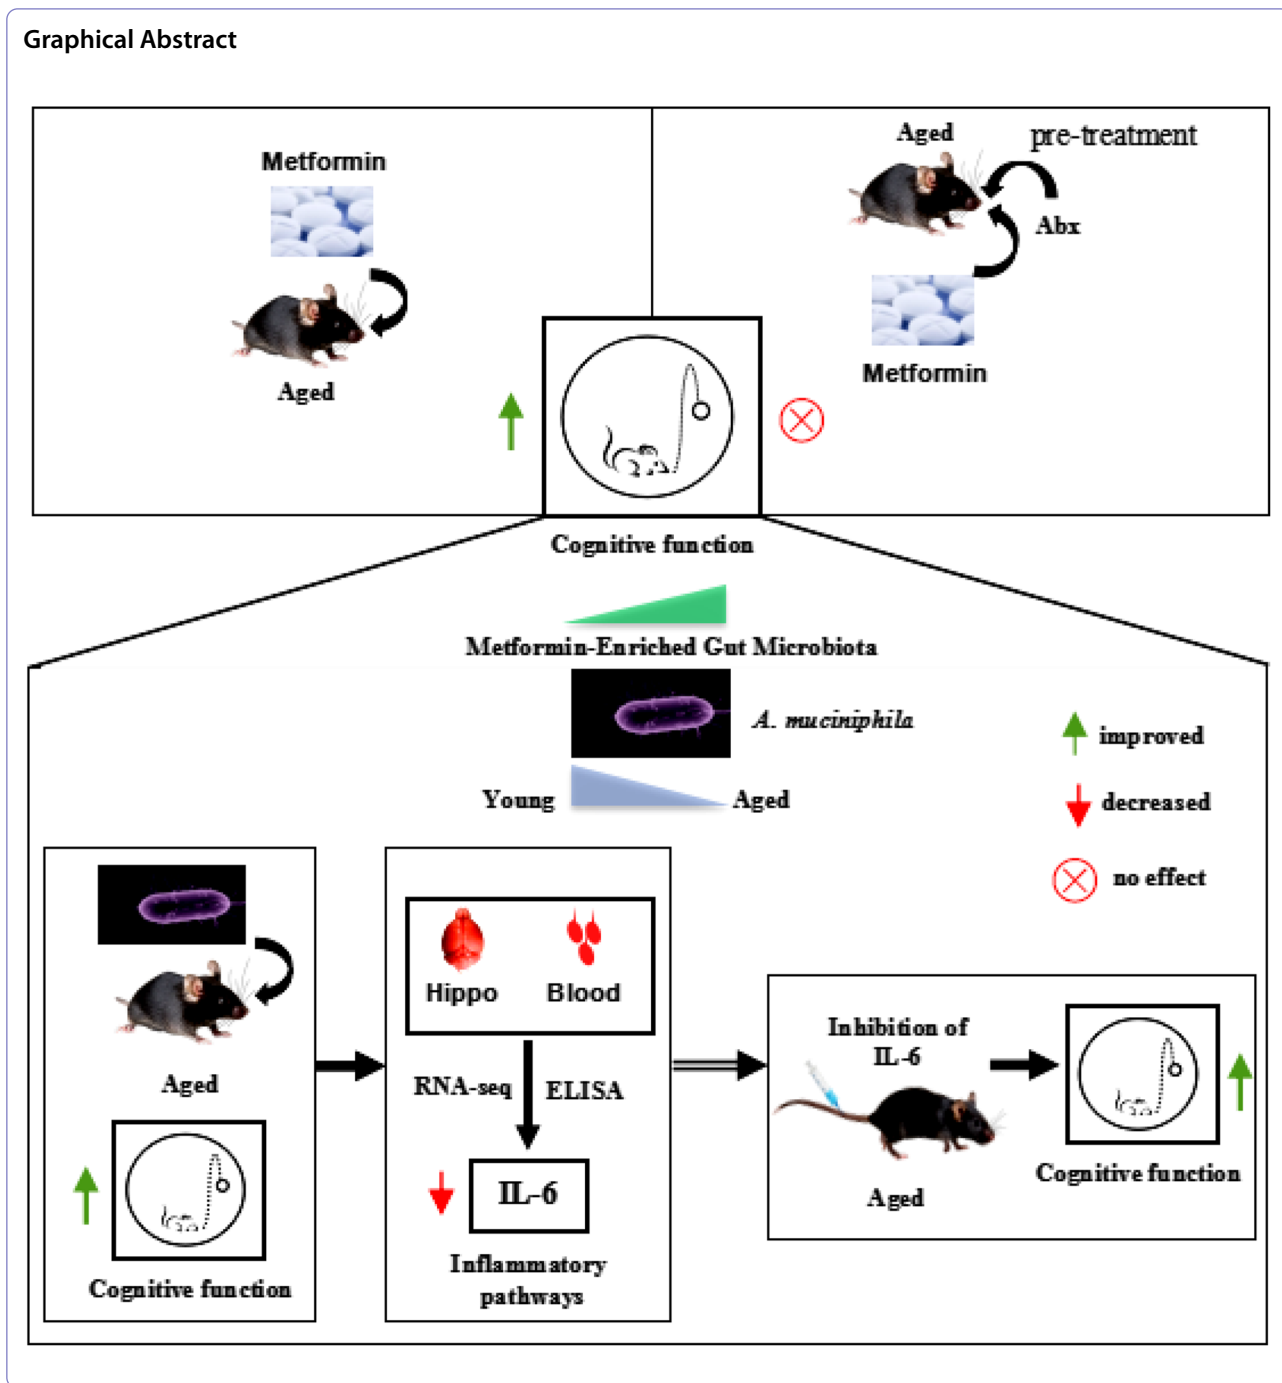 Graphical Abstract
Metformin
Aged
Aged
pre-treatment
Abx
Metformin
Cognitive function
Metformin-Enriched Gut Microbiota
A. muciniphila
Young
Aged
improved
decreased
no effect
Aged
Cognitive function
Hippo
Blood
RNA-seq
ELISA
IL-6
Inflammatory
pathways
Inhibition of
IL-6
Aged
Cognitive function